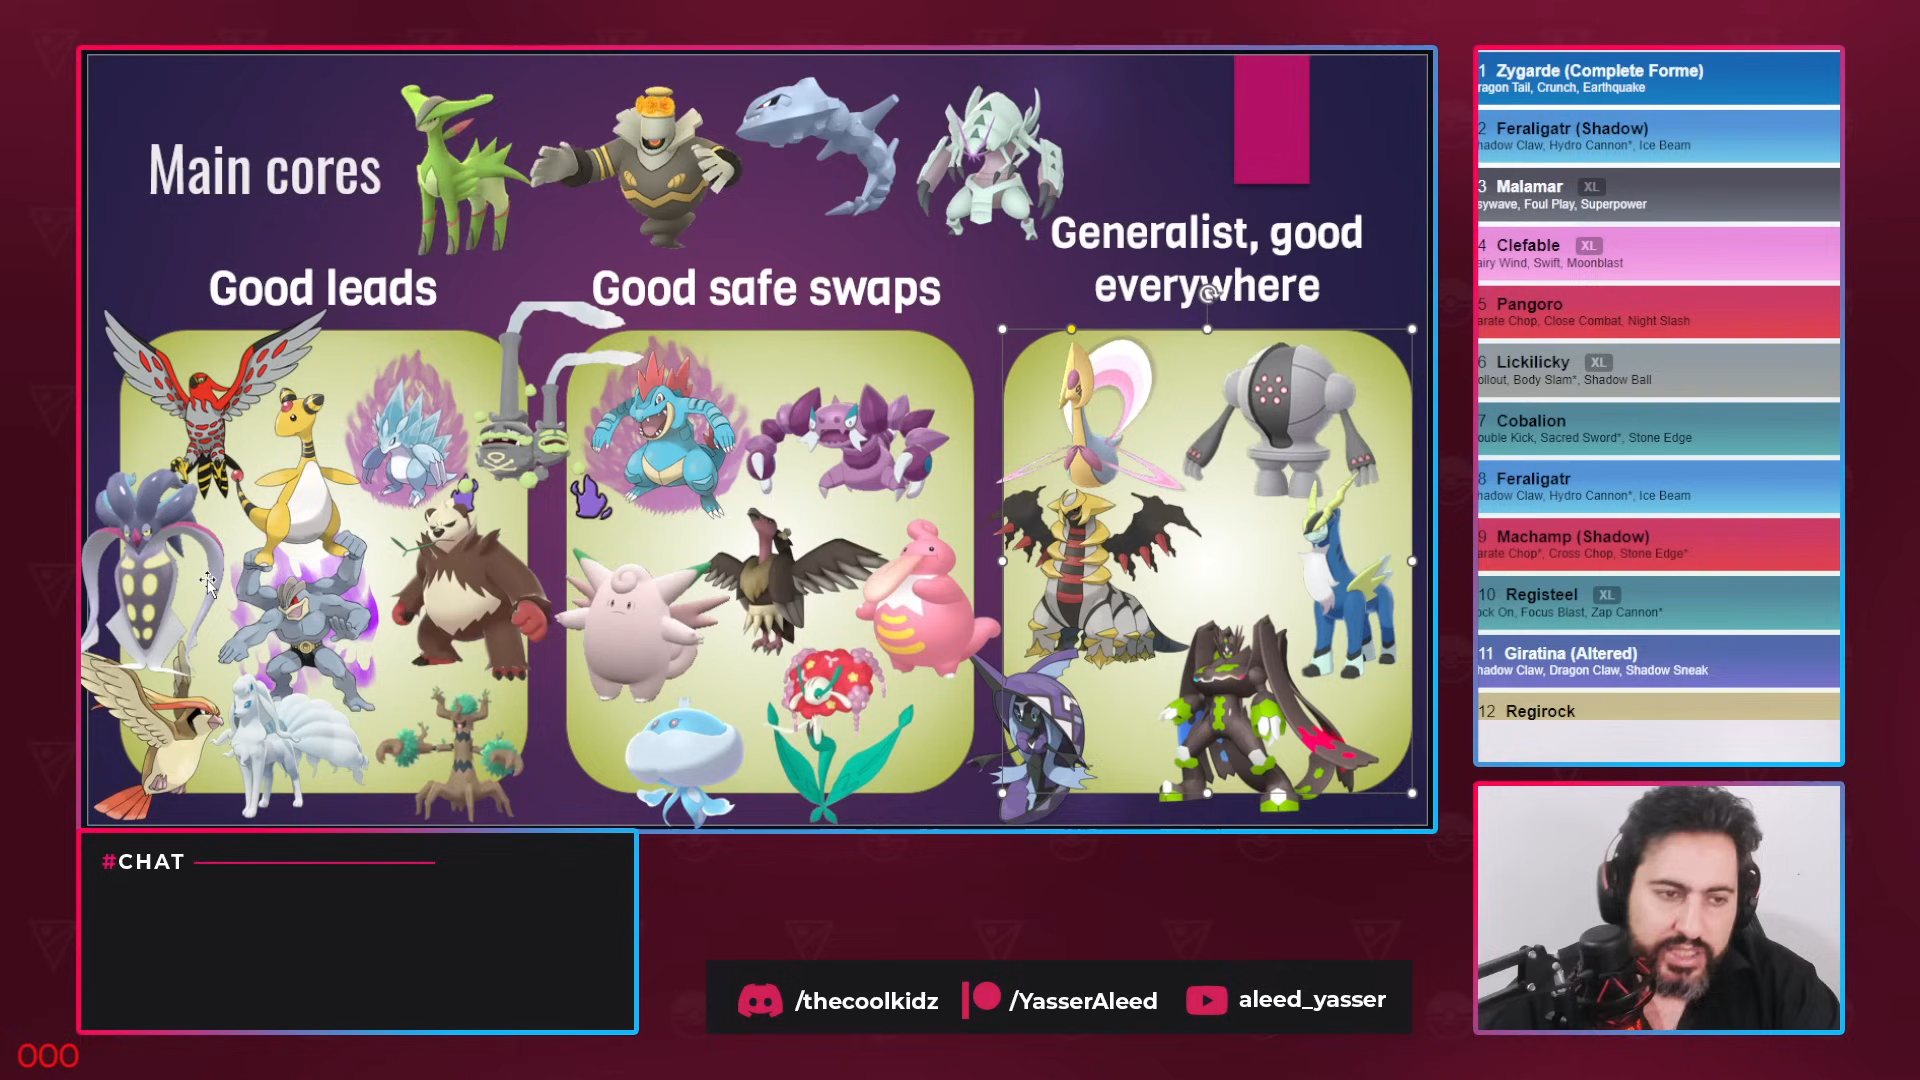 Main cores
Generalist, good
everywhere
Good leads
Good safe swaps
1 Zygarde (Complete Forme)
ragon Tail, Crunch, Earthquake
2 Feraligatr (Shadow)
hadow Claw, Hydro Cannon*, Ice Beam
3 Malamar XL
sywave, Foul Play, Superpower
4 Clefable XL
airy Wind, Swift, Moonblast
5 Pangoro
arate Chop, Close Combat, Night Slash
6 Lickilicky XL
ollout, Body Slam*, Shadow Ball
7 Cobalion
ouble Kick, Sacred Sword*, Stone Edge
8 Feraligatr
hadow Claw, Hydro Cannon*, Ice Beam
9 Machamp (Shadow)
arate Chop*, Cross Chop, Stone Edge*
10 Registeel XL
ock On, Focus Blast, Zap Cannon*
11 Giratina (Altered)
hadow Claw, Dragon Claw, Shadow Sneak
12 Regirock
#CHAT
/thecoolkidz
/YasserAleed
aleed_yasser
000